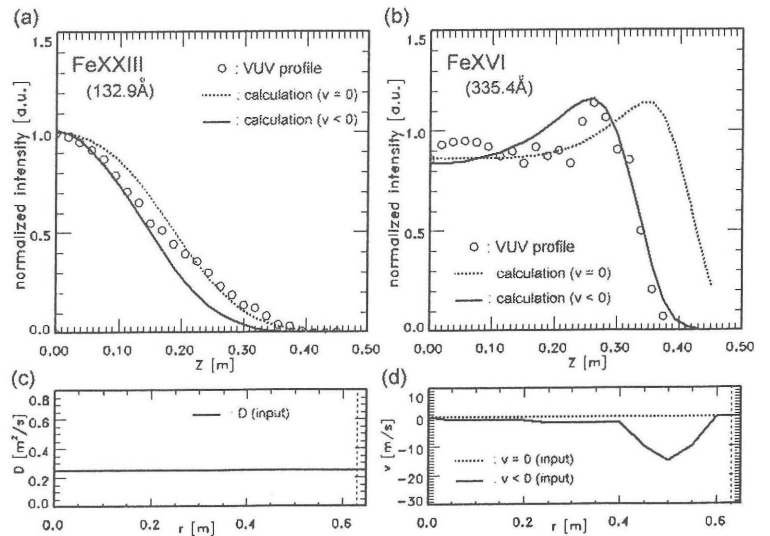 (a)
1.5
1.0
0.5
0.0
normalized intensity [a.u.]
FeXXIII
(132.9Å)
○ : VUV profile
: calculation (v = 0)
: calculation (v < 0)
0.00 0.10 0.20 0.30 0.40 0.50
Z [m]
(b)
1.5
1.0
0.5
0.0
normalized intensity [a.u.]
FeXVI
(335.4Å)
○ : VUV profile
: calculation (v = 0)
: calculation (v < 0)
0.00 0.10 0.20 0.30 0.40 0.50
Z [m]
(c)
0.8
0.6
0.4
0.2
0.0
D [m²/s]
: D (input)
0.0 0.2 0.4 0.6
r [m]
(d)
10
0
-10
-20
-30
v [m/s]
: v = 0 (input)
: v < 0 (input)
0.0 0.2 0.4 0.6
r [m]